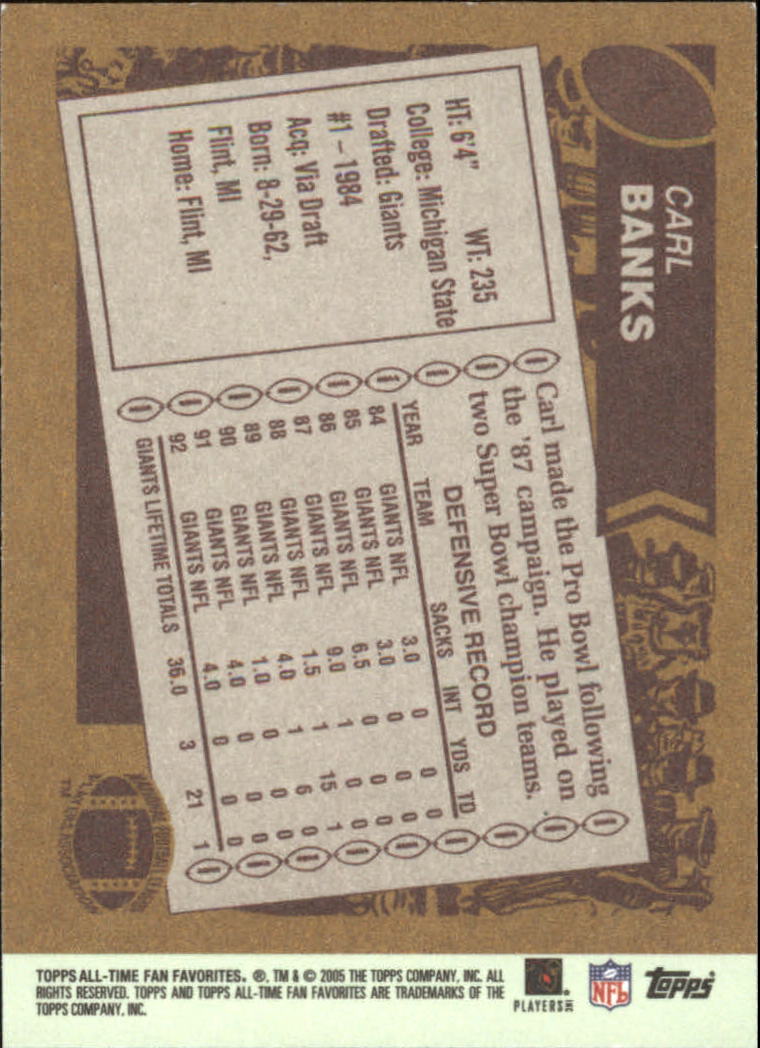 CARL
BANKS
HT: 6'4" WT: 235
College: Michigan State
Drafted: Giants
#1 – 1984
Acq: Via Draft
Born: 8-29-62,
Flint, MI
Home: Flint, MI
Carl made the Pro Bowl following
the '87 campaign. He played on
two Super Bowl champion teams.
DEFENSIVE RECORD
YEAR TEAM SACKS INT YDS TD
84 GIANTS NFL 3.0 0 0 0
85 GIANTS NFL 3.0 0 0 0
86 GIANTS NFL 6.5 0 0 0
87 GIANTS NFL 9.0 1 0 0
88 GIANTS NFL 1.5 1 15 1
89 GIANTS NFL 4.0 1 6 0
90 GIANTS NFL 1.0 0 0 0
91 GIANTS NFL 4.0 0 0 0
92 GIANTS NFL 4.0 0 0 0
GIANTS LIFETIME TOTALS 36.0 3 21 1
NATIONAL FOOTBALL LEAGUE
PLAYERS ASSOCIATION
TM
TOPPS ALL-TIME FAN FAVORITES. ®, TM & © 2005 THE TOPPS COMPANY, INC. ALL
RIGHTS RESERVED. TOPPS AND TOPPS ALL-TIME FAN FAVORITES ARE TRADEMARKS OF THE
TOPPS COMPANY, INC.
PLAYERS INC
NFL
topps